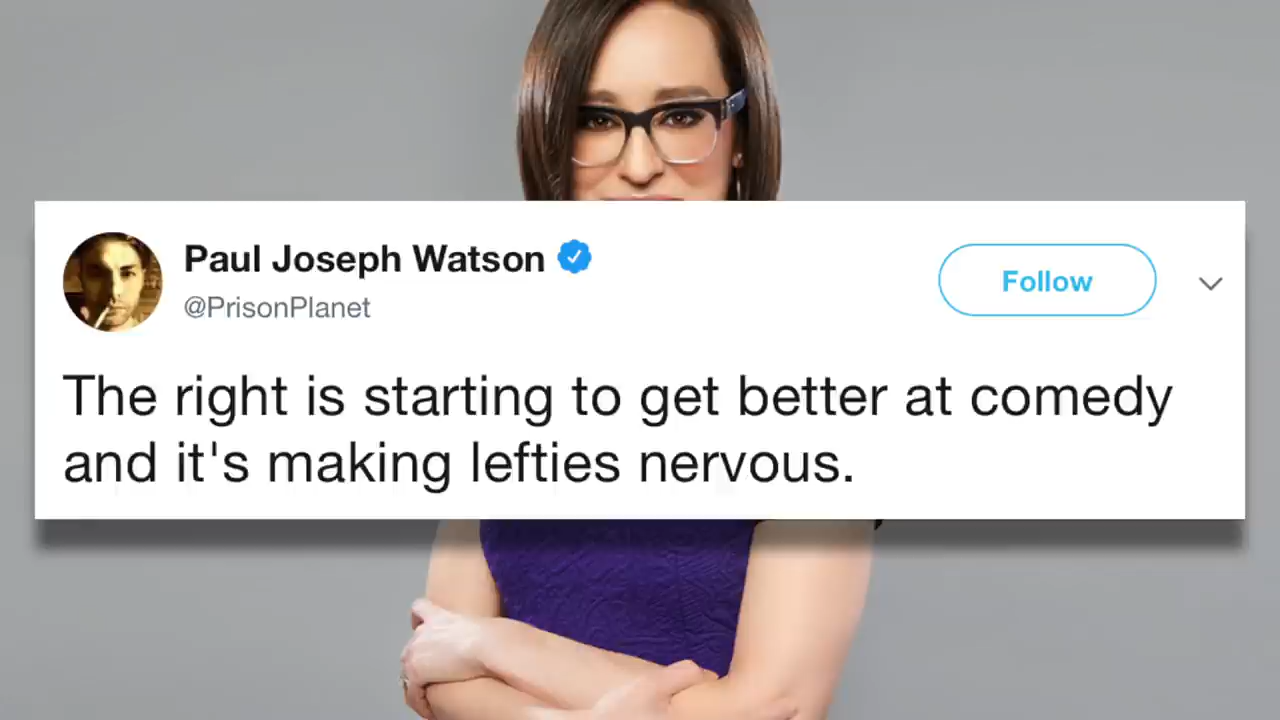 Paul Joseph Watson
@PrisonPlanet
Follow
The right is starting to get better at comedy
and it's making lefties nervous.